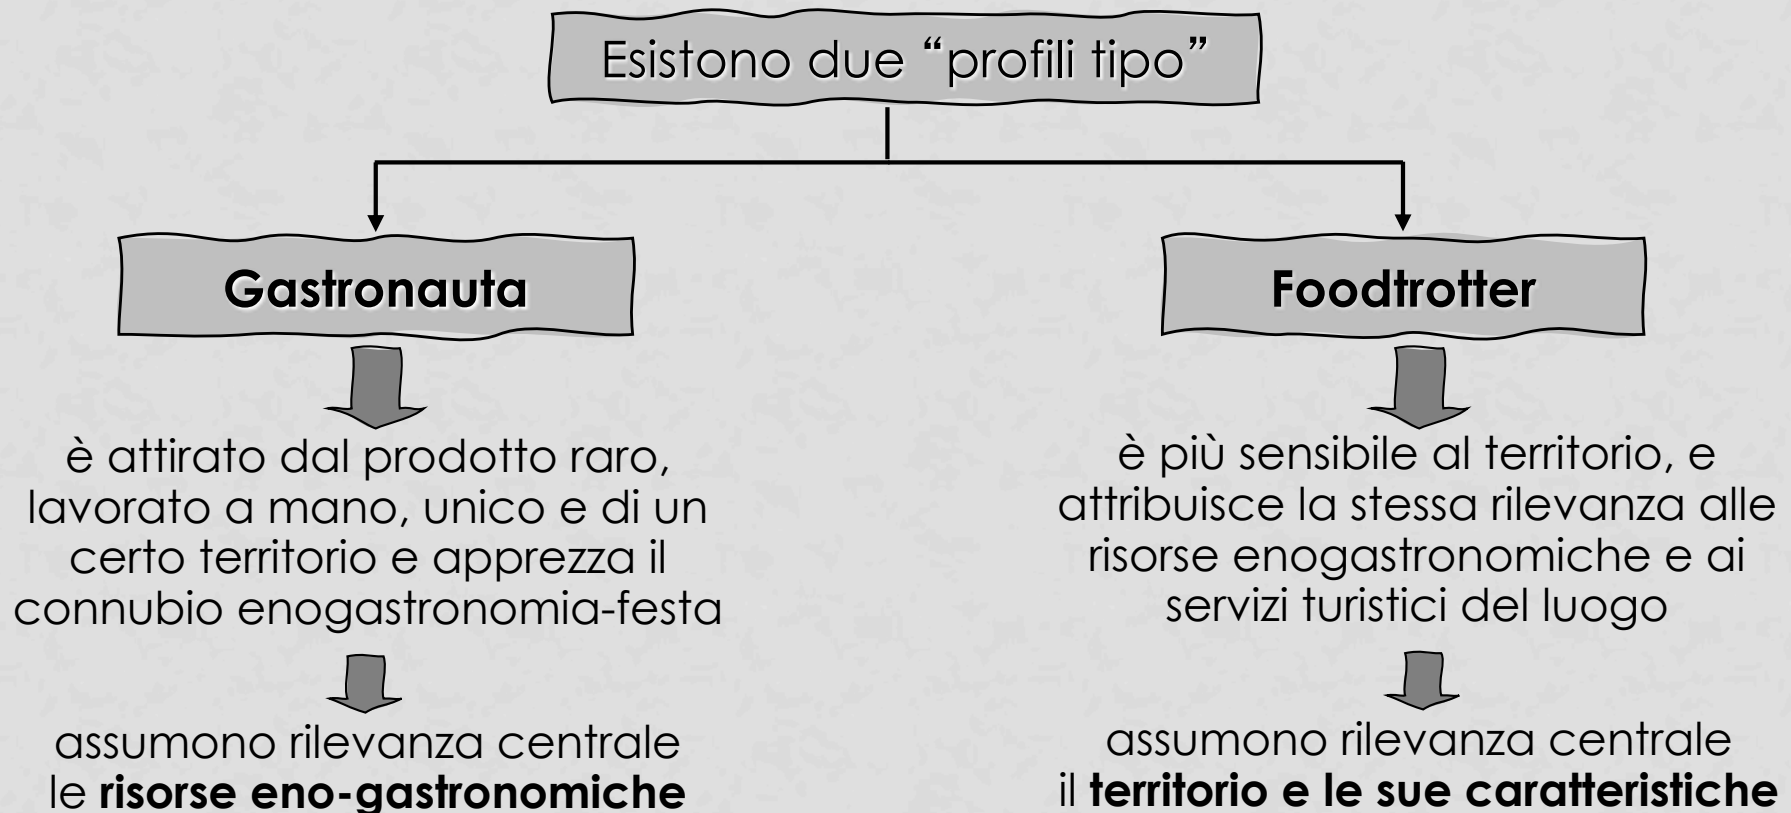 Esistono due “profili tipo”
Gastronauta
è attirato dal prodotto raro,
lavorato a mano, unico e di un
certo territorio e apprezza il
connubio enogastronomia-festa
assumono rilevanza centrale
le risorse eno-gastronomiche
Foodtrotter
è più sensibile al territorio, e
attribuisce la stessa rilevanza alle
risorse enogastronomiche e ai
servizi turistici del luogo
assumono rilevanza centrale
il territorio e le sue caratteristiche